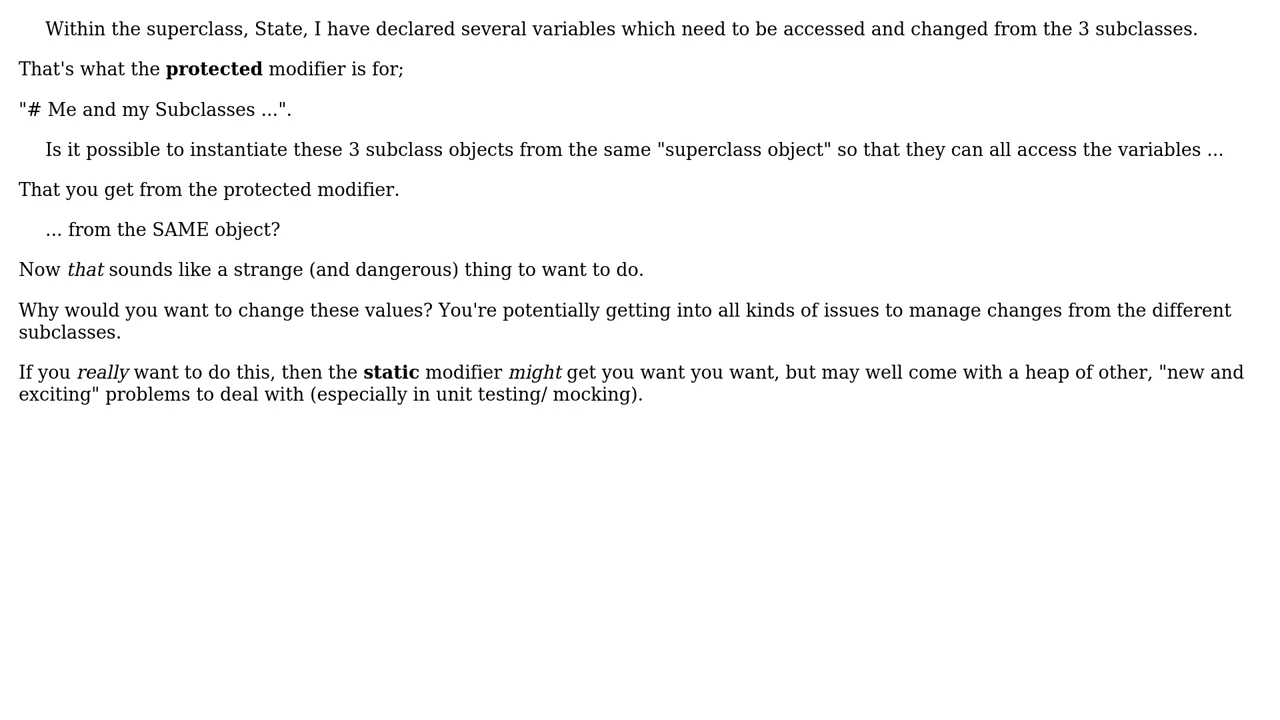 Within the superclass, State, I have declared several variables which need to be accessed and changed from the 3 subclasses.
That's what the protected modifier is for;
"# Me and my Subclasses ...".
Is it possible to instantiate these 3 subclass objects from the same "superclass object" so that they can all access the variables ...
That you get from the protected modifier.
... from the SAME object?
Now that sounds like a strange (and dangerous) thing to want to do.
Why would you want to change these values? You're potentially getting into all kinds of issues to manage changes from the different
subclasses.
If you really want to do this, then the static modifier might get you want you want, but may well come with a heap of other, "new and
exciting" problems to deal with (especially in unit testing/ mocking).